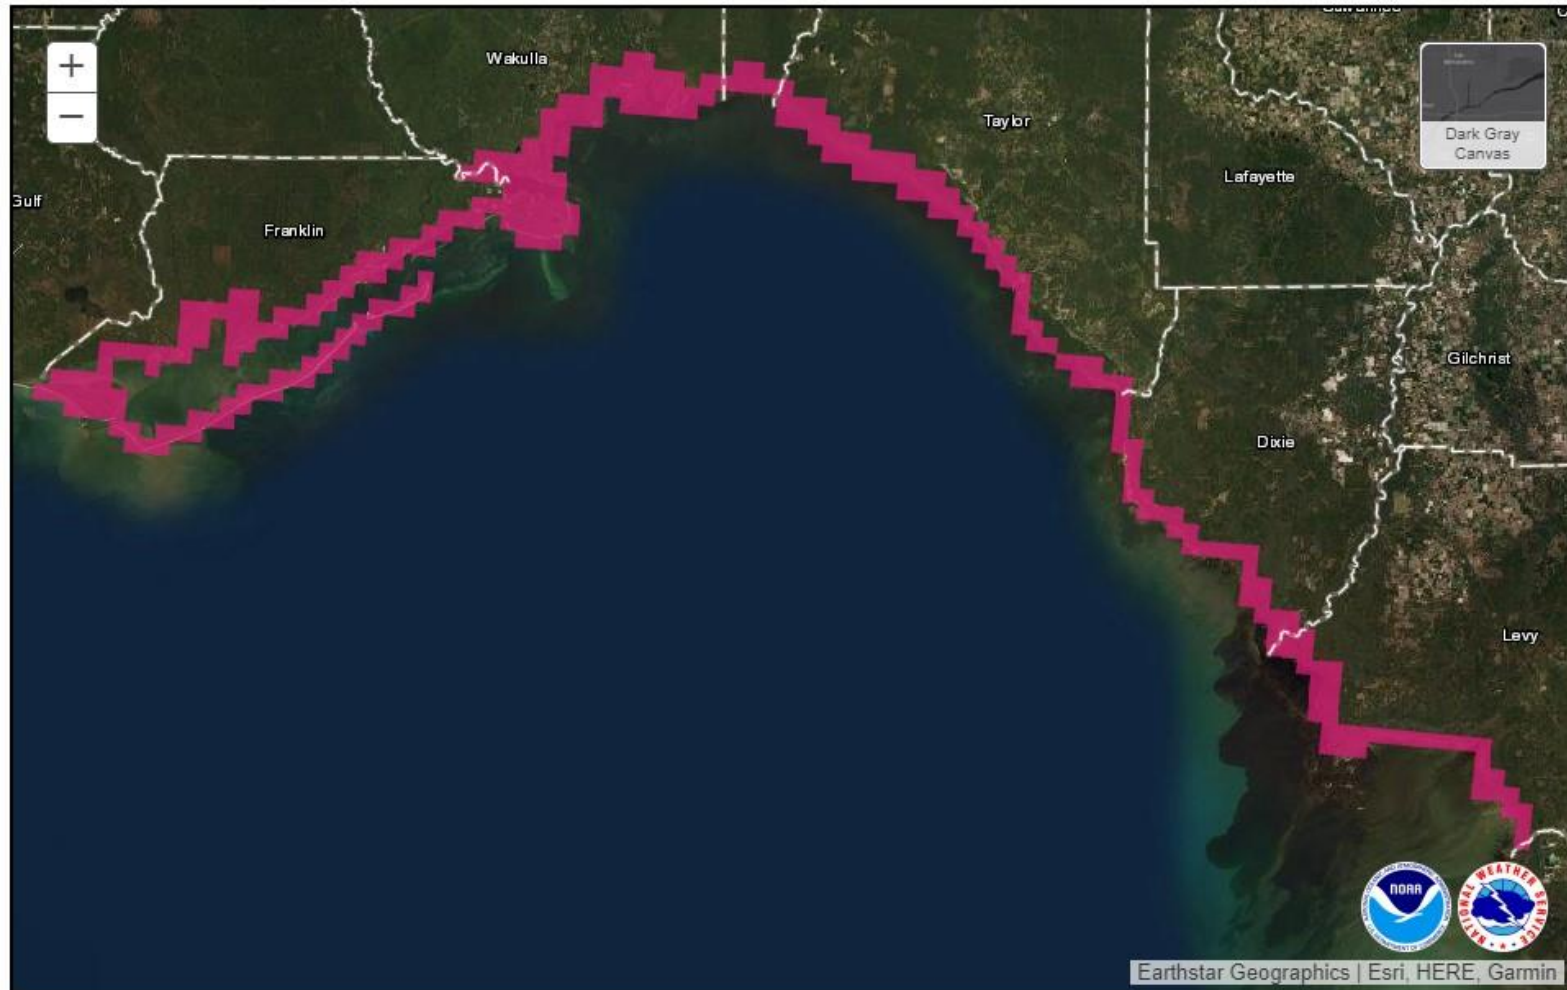 Suwannee
+
−
Wakulla
Taylor
Dark Gray
Canvas
Lafayette
Gulf
Franklin
Gilchrist
Dixie
Levy
NOAA
NATIONAL WEATHER SERVICE
Earthstar Geographics | Esri, HERE, Garmin